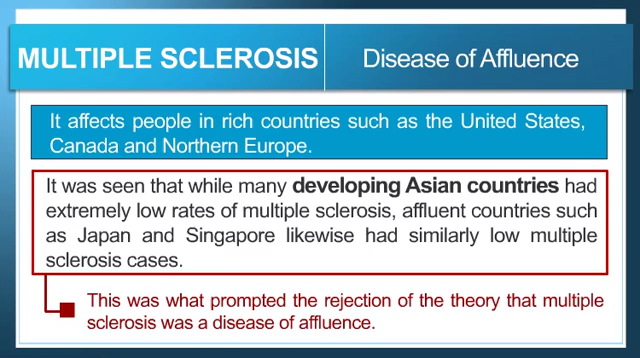 MULTIPLE SCLEROSIS
Disease of Affluence
It affects people in rich countries such as the United States,
Canada and Northern Europe.
It was seen that while many developing Asian countries had
extremely low rates of multiple sclerosis, affluent countries such
as Japan and Singapore likewise had similarly low multiple
sclerosis cases.
This was what prompted the rejection of the theory that multiple
sclerosis was a disease of affluence.